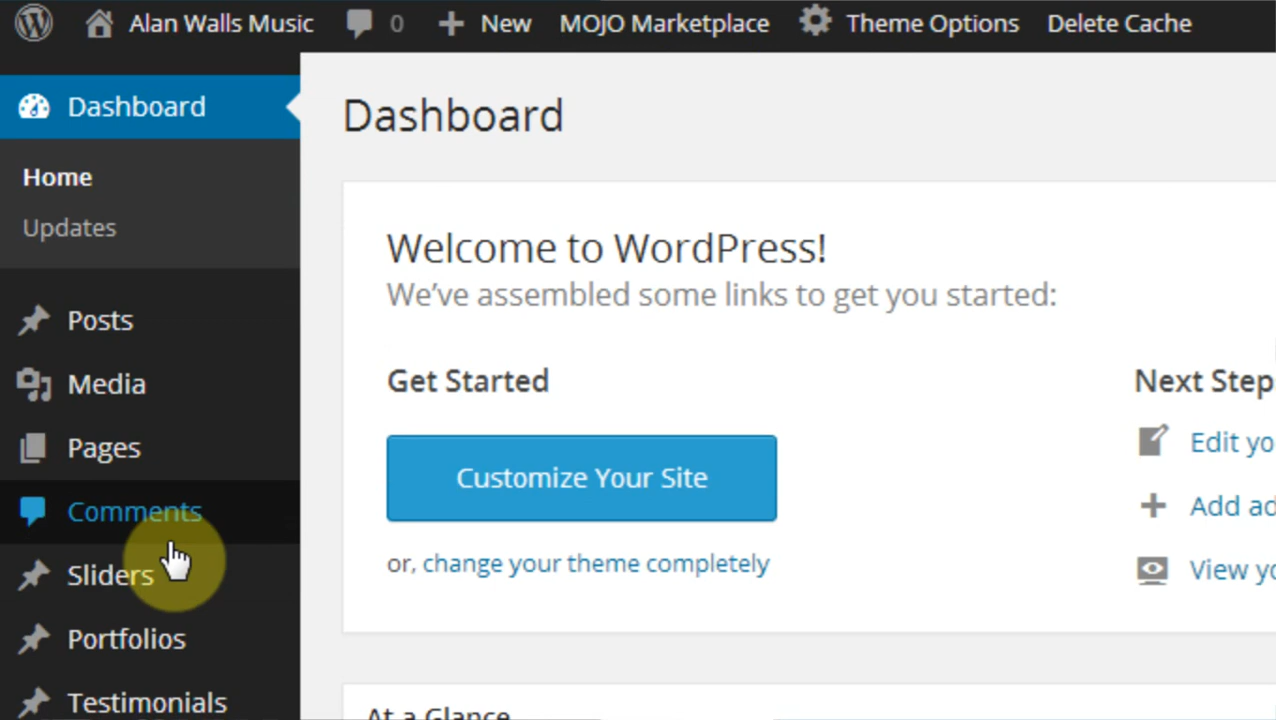 Alan Walls Music 0 New MOJO Marketplace Theme Options Delete Cache
Dashboard
Home
Updates
Posts
Media
Pages
Comments
Sliders
Portfolios
Testimonials
Dashboard
Welcome to WordPress!
We've assembled some links to get you started:
Get Started
Customize Your Site
or, change your theme completely
Next Step
Edit yo
Add ad
View yo
At a Glance